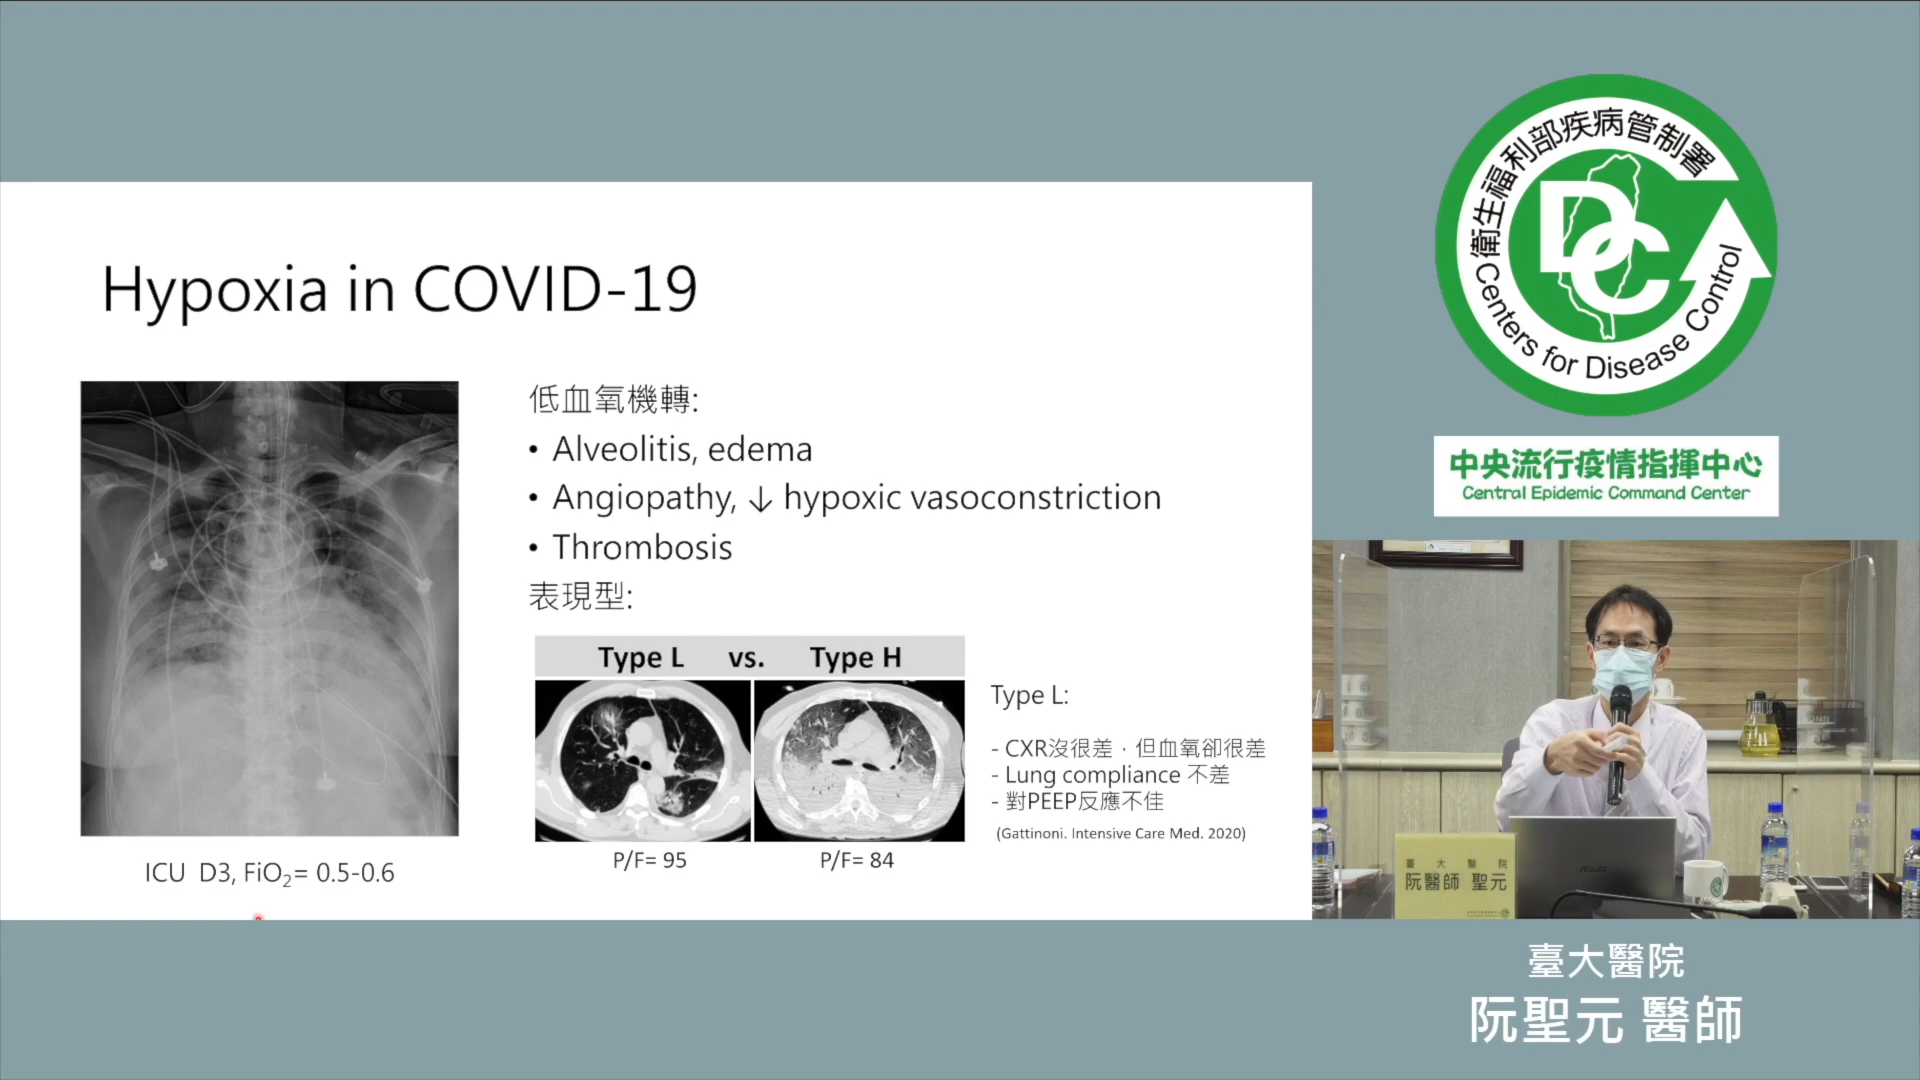 Hypoxia in COVID-19
低血氧機轉:
• Alveolitis, edema
• Angiopathy, ↓ hypoxic vasoconstriction
• Thrombosis
表現型:
Type L vs. Type H
P/F= 95
P/F= 84
Type L:
- CXR沒很差，但血氧卻很差
- Lung compliance 不差
- 對PEEP反應不佳
(Gattinoni. Intensive Care Med. 2020)
ICU D3, FiO₂= 0.5-0.6
衛生福利部疾病管制署
DC
Centers for Disease Control
中央流行疫情指揮中心
Central Epidemic Command Center
臺大醫院
阮醫師 聖元
ASUS
臺大醫院
阮聖元 醫師